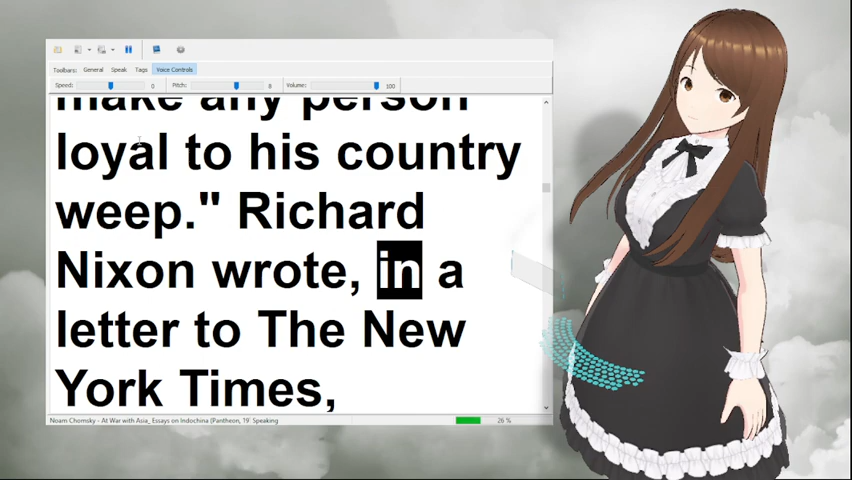 Toolbars: General Speak Tags Voice Controls
Speed: 0 Pitch: 8 Volume: 100
make any person
loyal to his country
weep." Richard
Nixon wrote, in a
letter to The New
York Times,
Noam Chomsky - At War with Asia_ Essays on Indochina (Pantheon, 19 Speaking 26 %